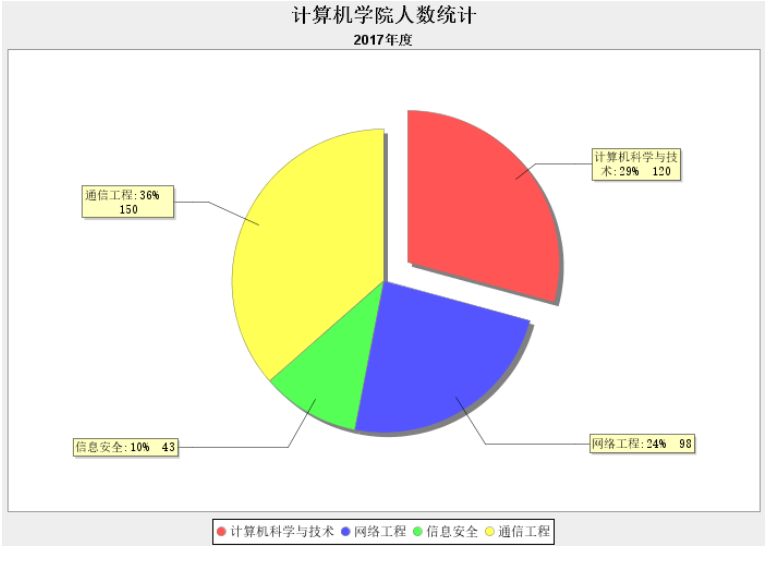 计算机学院人数统计
2017年度
计算机科学与技
术:29% 120
通信工程:36%
150
信息安全:10% 43
网络工程:24% 98
计算机科学与技术 网络工程 信息安全 通信工程